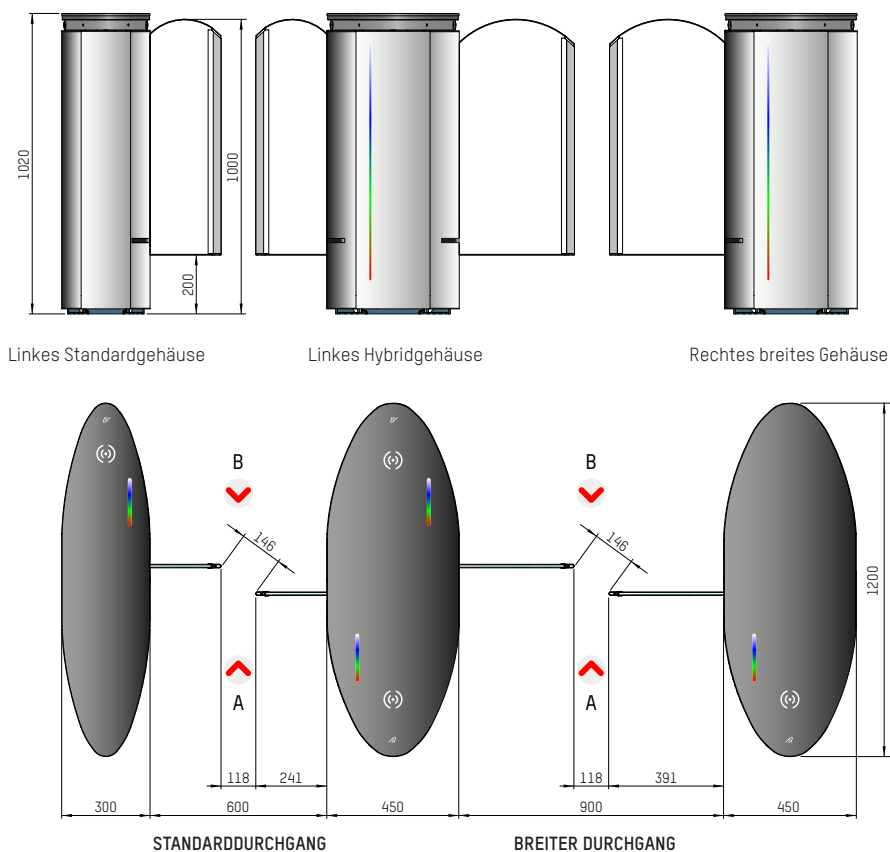 1020
1000
200
Linkes Standardgehäuse
Linkes Hybridgehäuse
Rechtes breites Gehäuse
B
B
146
146
1200
A
A
118
241
118
391
300
600
450
900
450
STANDARDDURCHGANG
BREITER DURCHGANG